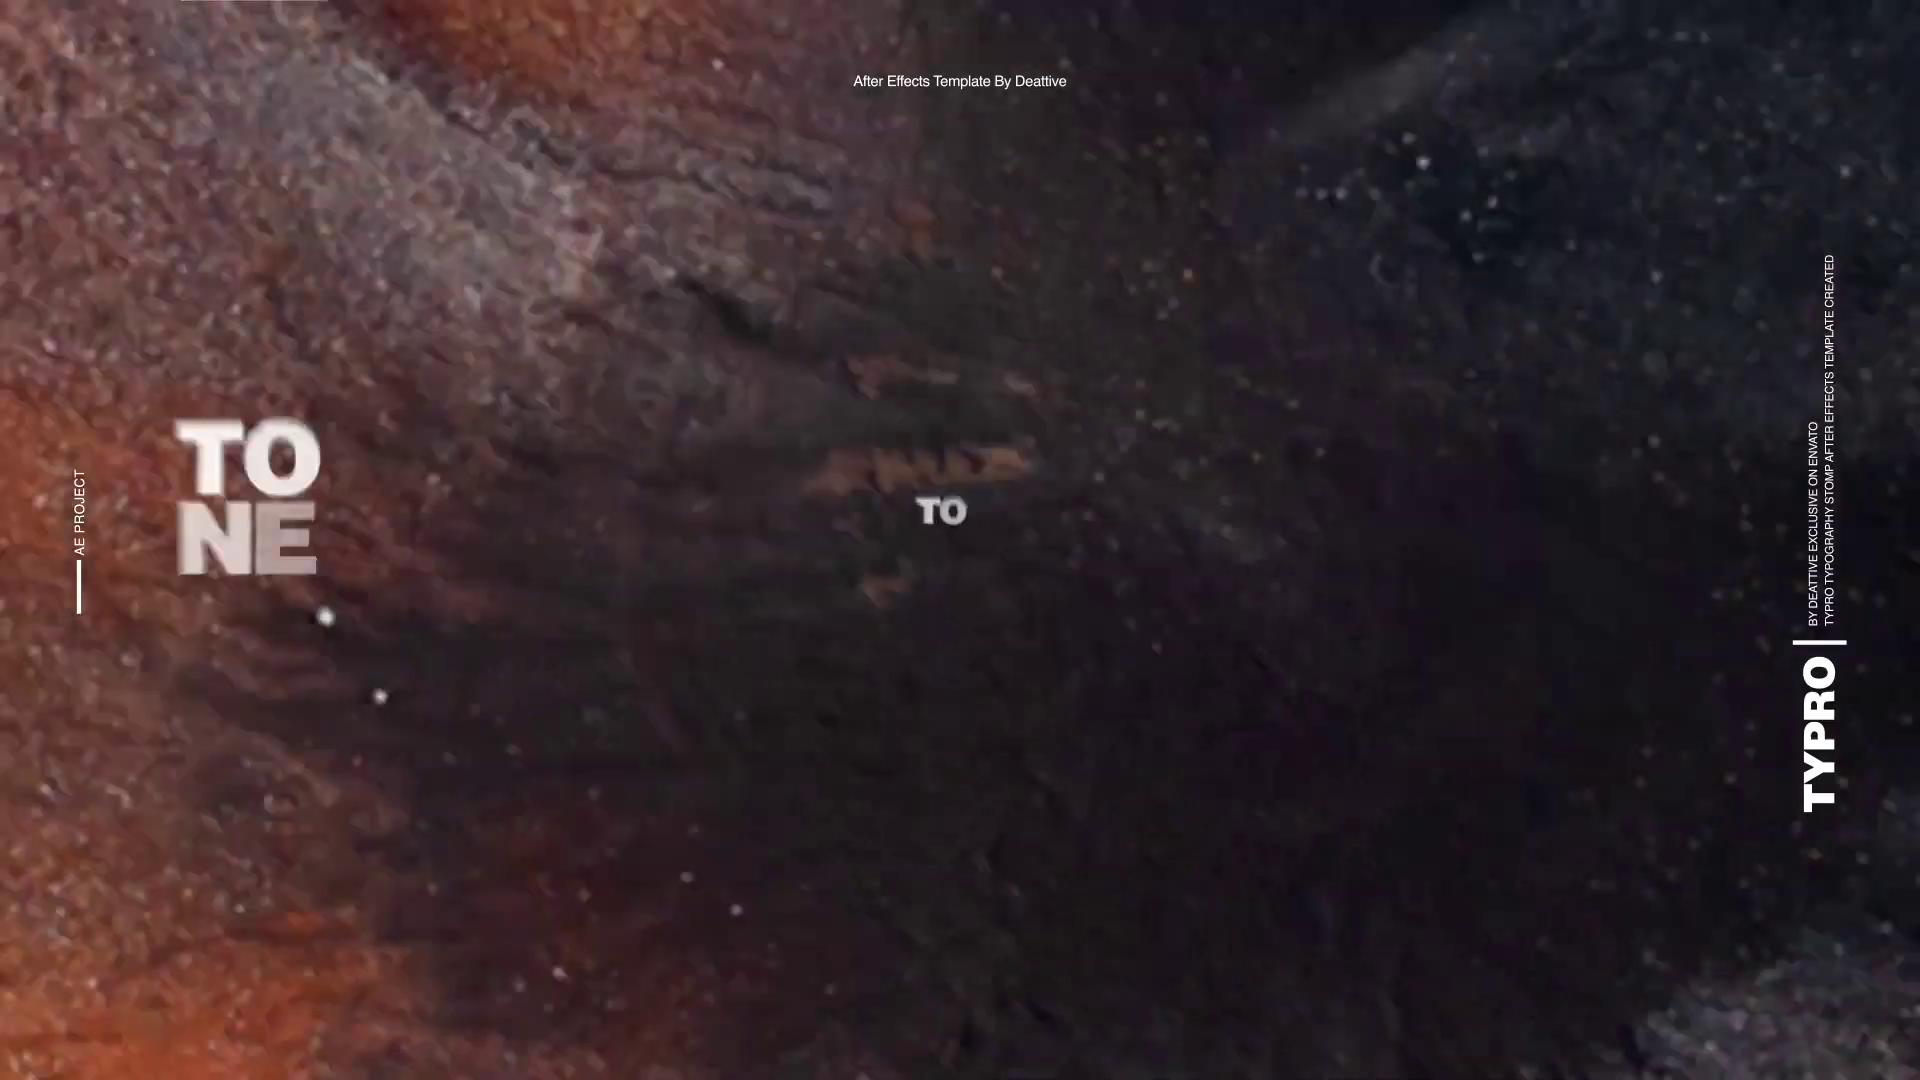 After Effects Template By Deattive
TO
NE
TO
AE PROJECT
TYPRO
BY DEATTIVE EXCLUSIVE ON ENVATO
TYPRO TYPOGRAPHY STOMP AFTER EFFECTS TEMPLATE CREATED